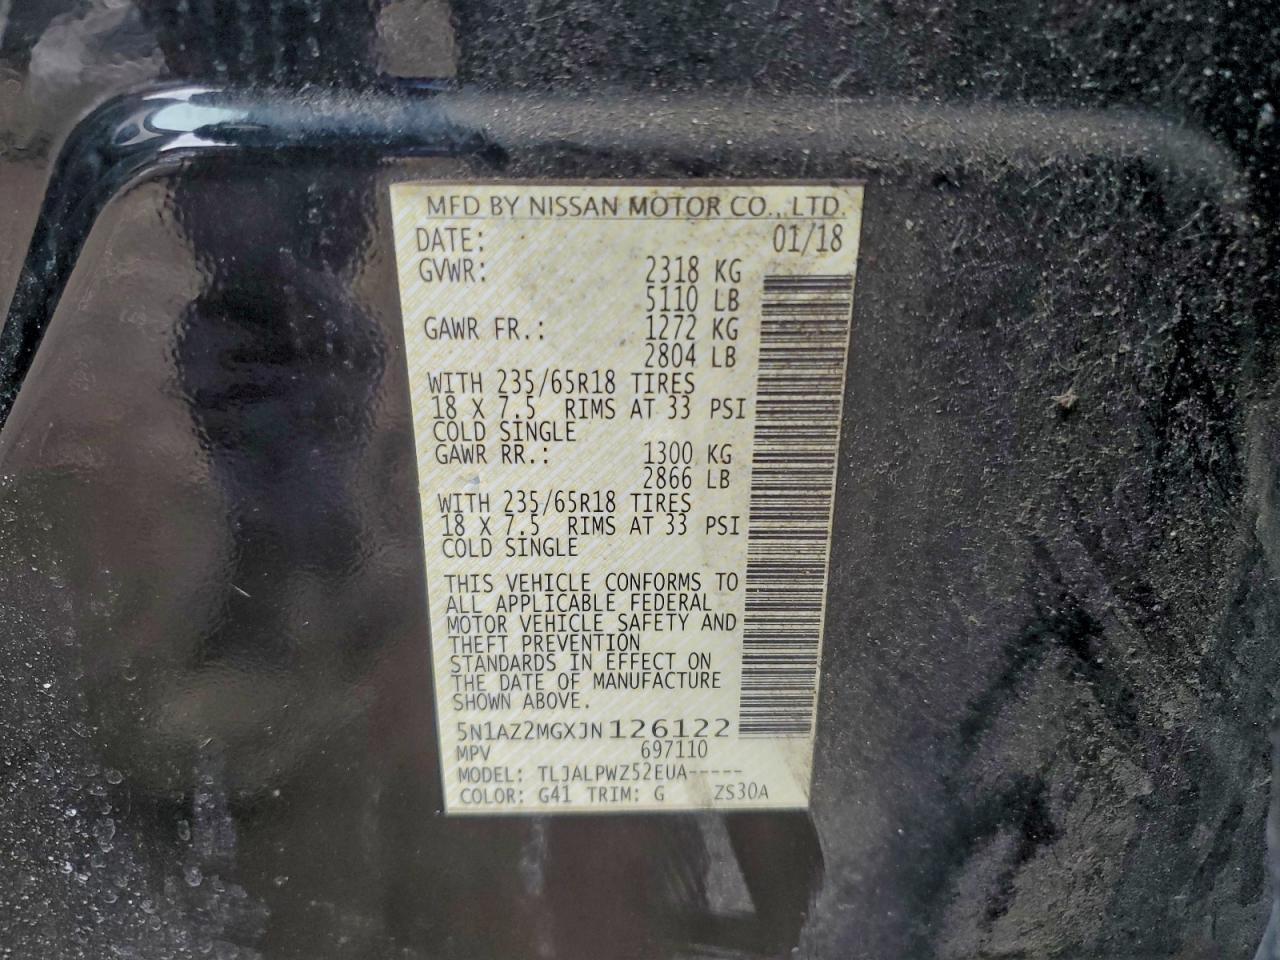 MFD BY NISSAN MOTOR CO., LTD.
DATE: 01/18
GVWR: 2318 KG
5110 LB
GAWR FR.: 1272 KG
2804 LB
WITH 235/65R18 TIRES
18 X 7.5 RIMS AT 33 PSI
COLD SINGLE
GAWR RR.: 1300 KG
2866 LB
WITH 235/65R18 TIRES
18 X 7.5 RIMS AT 33 PSI
COLD SINGLE
THIS VEHICLE CONFORMS TO
ALL APPLICABLE FEDERAL
MOTOR VEHICLE SAFETY AND
THEFT PREVENTION
STANDARDS IN EFFECT ON
THE DATE OF MANUFACTURE
SHOWN ABOVE.
5N1AZ2MGXJN126122
MPV 697110
MODEL: TLJALPWZ52EUA-----
COLOR: G41 TRIM: G ZS30A